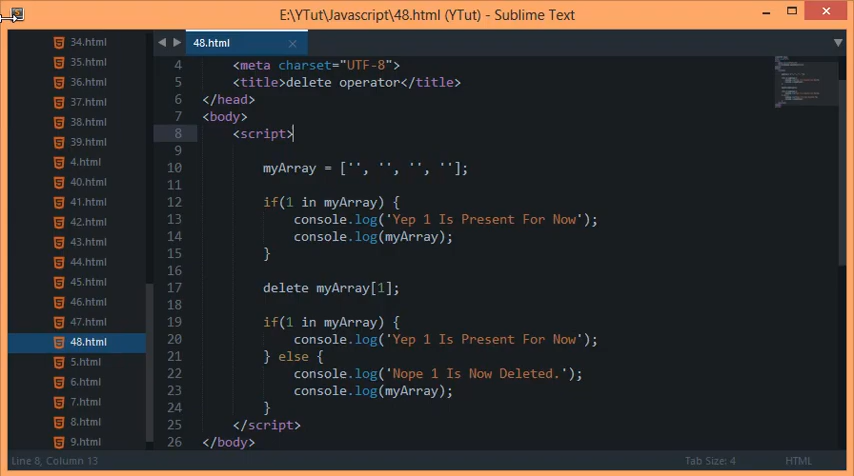 E:\YTut\Javascript\48.html (YTut) - Sublime Text
34.html
35.html
36.html
37.html
38.html
39.html
4.html
40.html
41.html
42.html
43.html
44.html
45.html
46.html
47.html
48.html
5.html
6.html
7.html
8.html
9.html
48.html
4 <meta charset="UTF-8">
5 <title>delete operator</title>
6 </head>
7 <body>
8 <script>
9
10 myArray = ['', '', '', ''];
11
12 if(1 in myArray) {
13 console.log('Yep 1 Is Present For Now');
14 console.log(myArray);
15 }
16
17 delete myArray[1];
18
19 if(1 in myArray) {
20 console.log('Yep 1 Is Present For Now');
21 } else {
22 console.log('Nope 1 Is Now Deleted.');
23 console.log(myArray);
24 }
25 </script>
26 </body>
Line 8, Column 13
Tab Size: 4
HTML